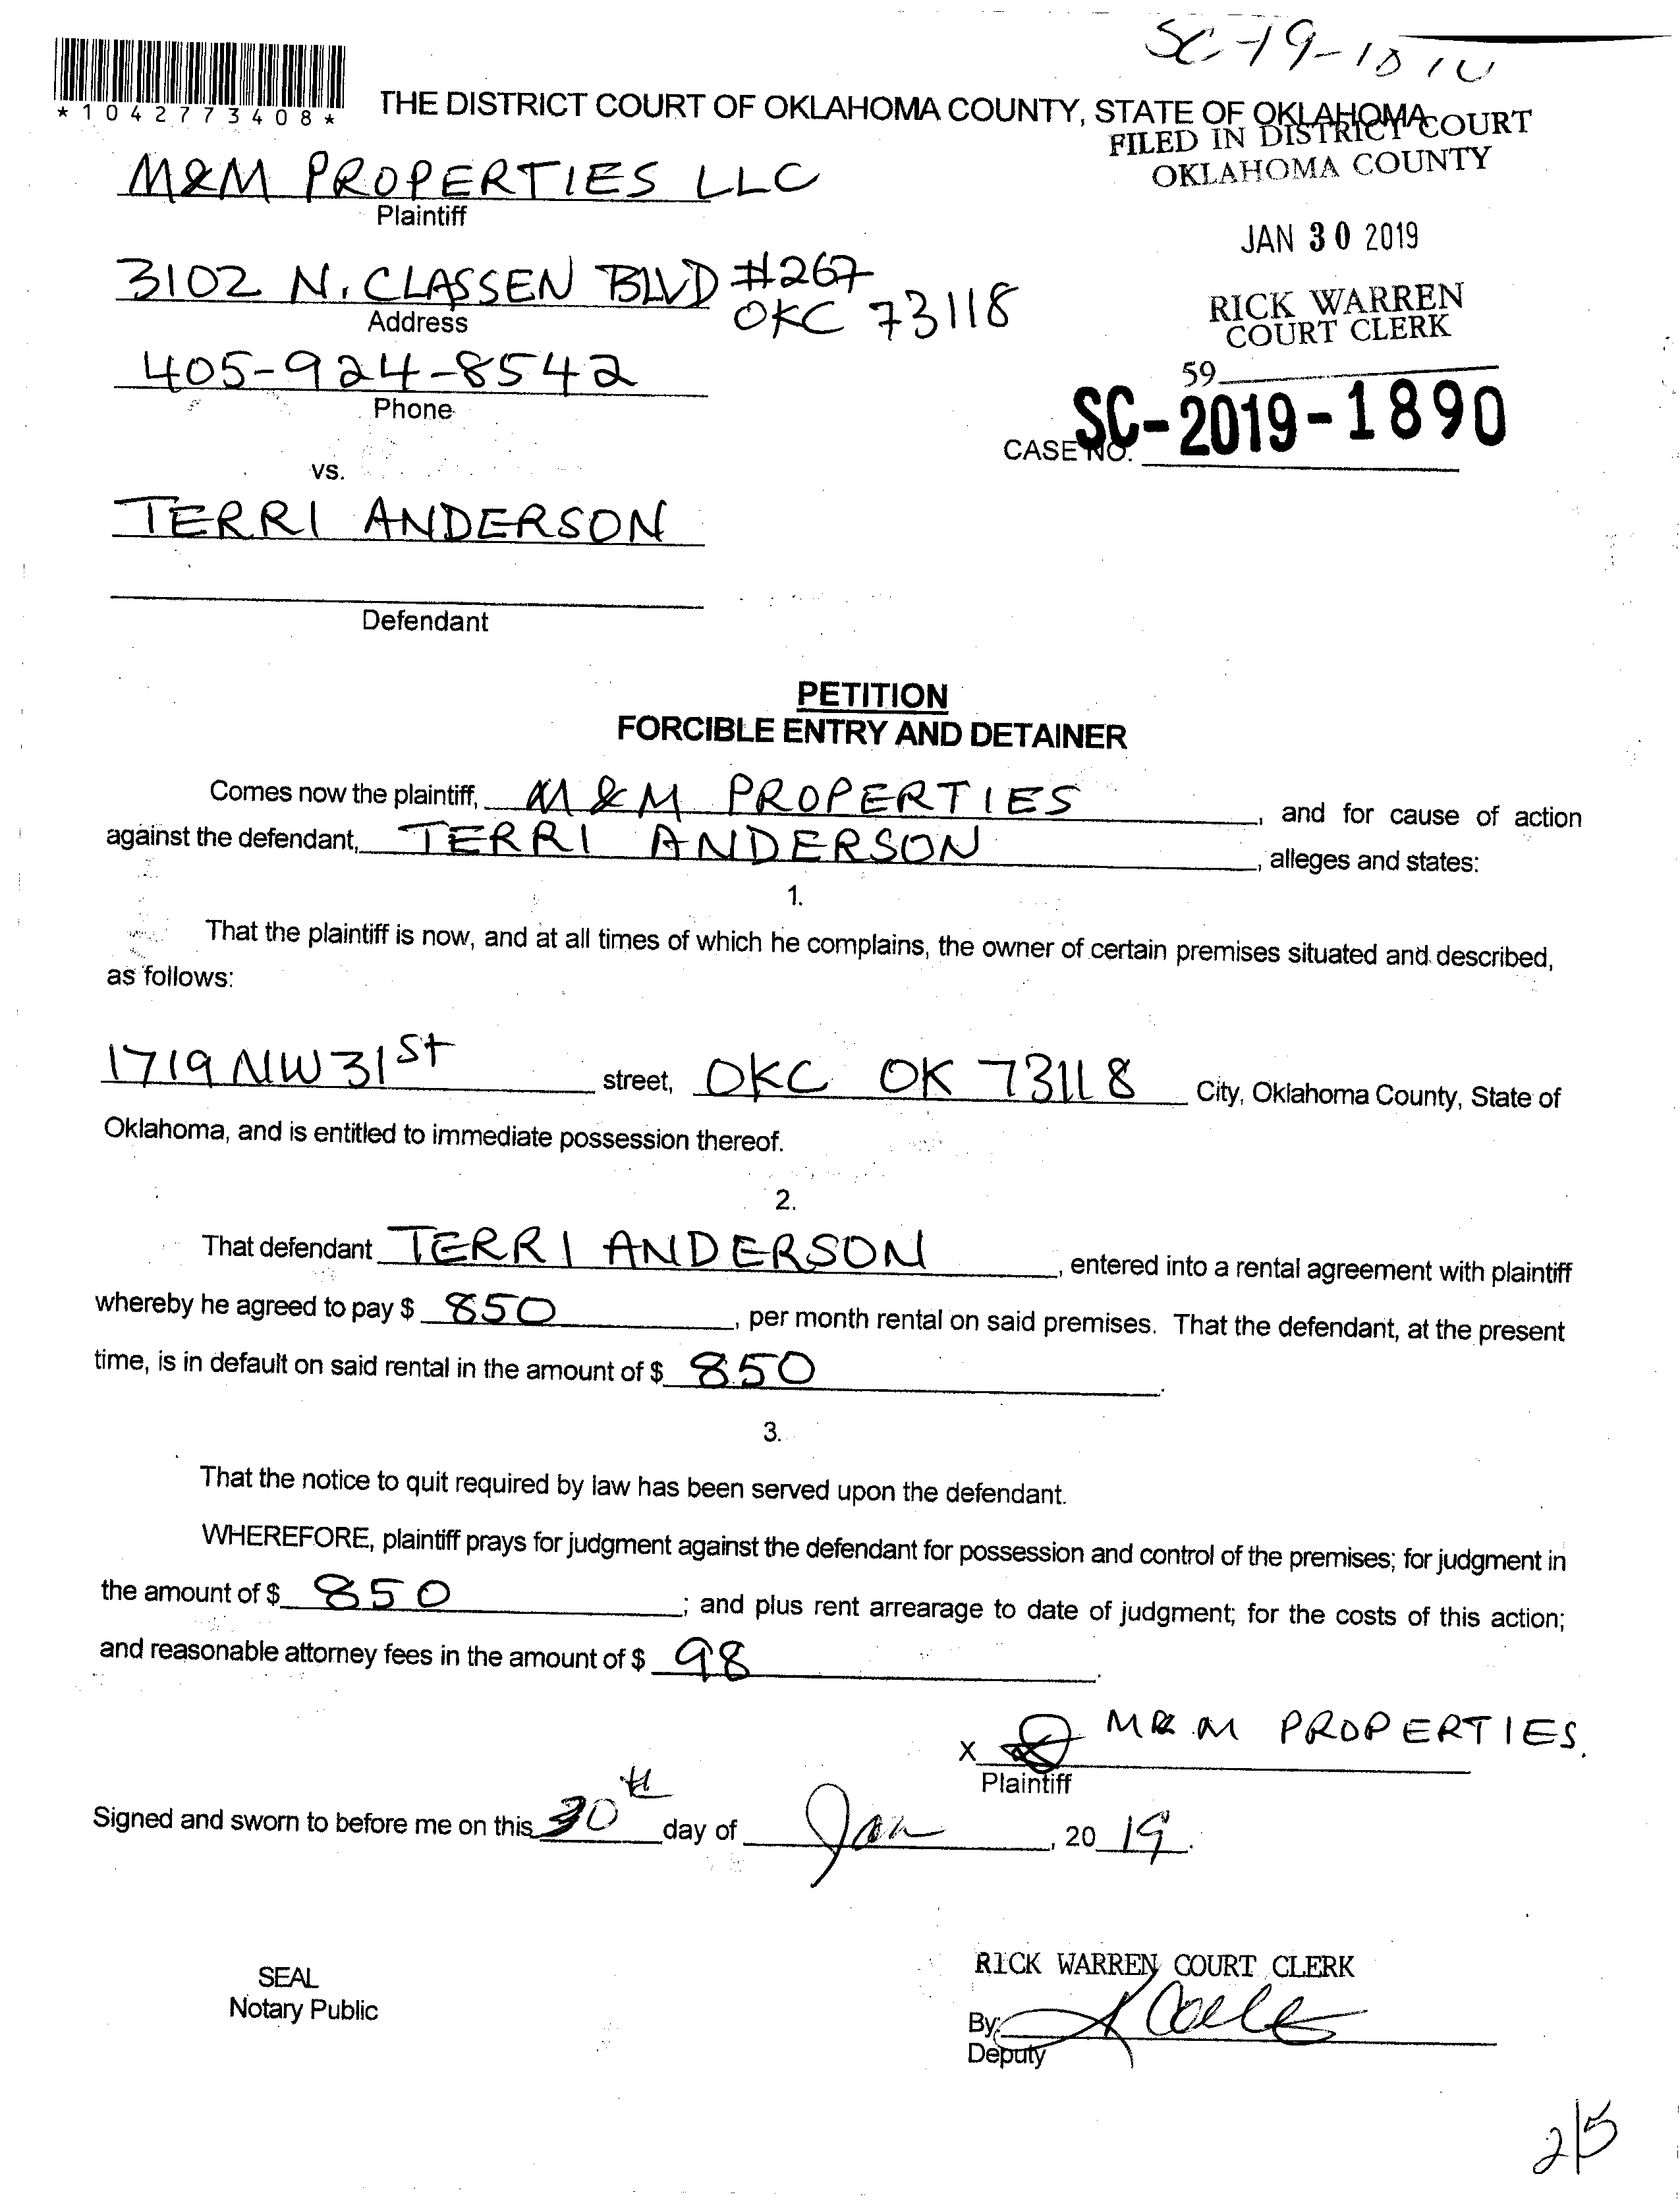 SC-19-
*1042773408*
THE DISTRICT COURT OF OKLAHOMA COUNTY, STATE OF OKLAHOMA
FILED IN DISTRICT COURT
OKLAHOMA COUNTY
M&M PROPERTIES LLC
Plaintiff
JAN 30 2019
3102 N. CLASSEN BLVD #267
OKC 73118
Address
RICK WARREN
COURT CLERK
405-924-8542
Phone
59
CASE NO. SC-2019-1890
vs.
TERRI ANDERSON
Defendant
PETITION
FORCIBLE ENTRY AND DETAINER
Comes now the plaintiff, M&M PROPERTIES, and for cause of action
against the defendant, TERRI ANDERSON, alleges and states:
1.
That the plaintiff is now, and at all times of which he complains, the owner of certain premises situated and described,
as follows:
1719 NW 31st street, OKC OK 73118 City, Oklahoma County, State of
Oklahoma, and is entitled to immediate possession thereof.
2.
That defendant TERRI ANDERSON, entered into a rental agreement with plaintiff
whereby he agreed to pay $ 850, per month rental on said premises. That the defendant, at the present
time, is in default on said rental in the amount of $ 850.
3.
That the notice to quit required by law has been served upon the defendant.
WHEREFORE, plaintiff prays for judgment against the defendant for possession and control of the premises; for judgment in
the amount of $ 850; and plus rent arrearage to date of judgment; for the costs of this action;
and reasonable attorney fees in the amount of $ 98.
X M&M PROPERTIES.
Plaintiff
Signed and sworn to before me on this 30th day of Jan, 2019.
SEAL
Notary Public
RICK WARREN COURT CLERK
By:
Deputy
2/5